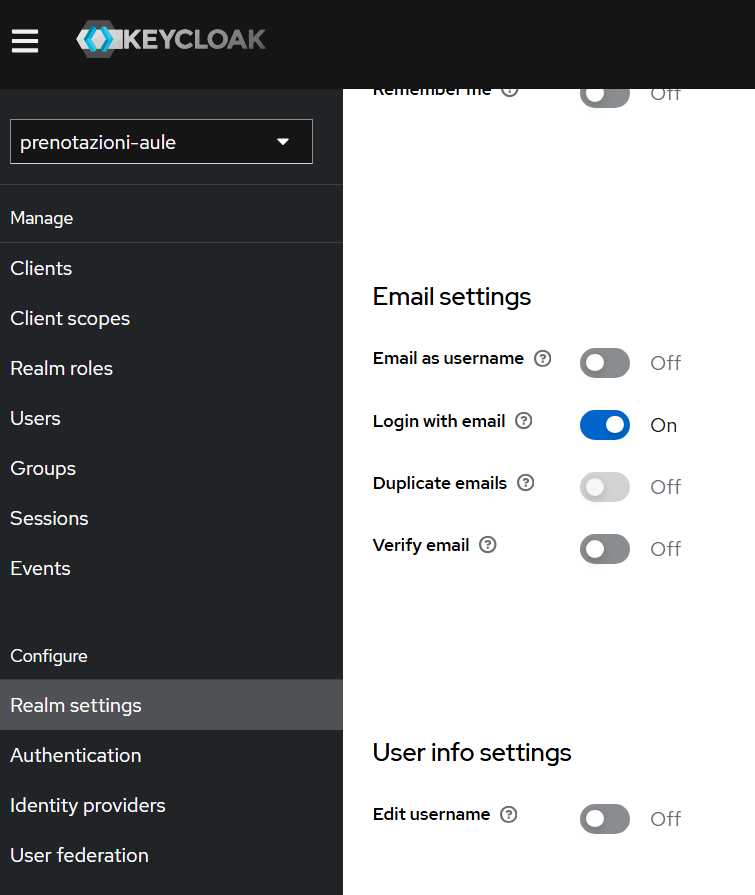 KEYCLOAK
prenotazioni-aule
Manage
Clients
Client scopes
Realm roles
Users
Groups
Sessions
Events
Configure
Realm settings
Authentication
Identity providers
User federation
Remember me ? Off
Email settings
Email as username ? Off
Login with email ? On
Duplicate emails ? Off
Verify email ? Off
User info settings
Edit username ? Off